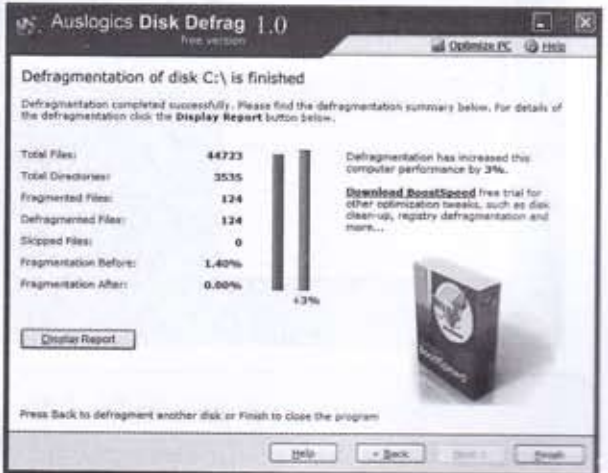 Auslogics Disk Defrag 1.0
free version
Optimize PC Help
Defragmentation of disk C:\ is finished
Defragmentation completed successfully. Please find the defragmentation summary below. For details of
the defragmentation click the Display Report button below.
Total Files: 44723
Total Directories: 3535
Fragmented Files: 124
Defragmented Files: 124
Skipped Files: 0
Fragmentation Before: 1.40%
Fragmentation After: 0.00%
+3%
Defragmentation has increased this
computer performance by 3%.
Download BoostSpeed free trial for
other optimization tweaks, such as disk
clean-up, registry defragmentation and
more...
BoostSpeed
Display Report
Press Back to defragment another disk or Finish to close the program
Help < Back Next > Finish